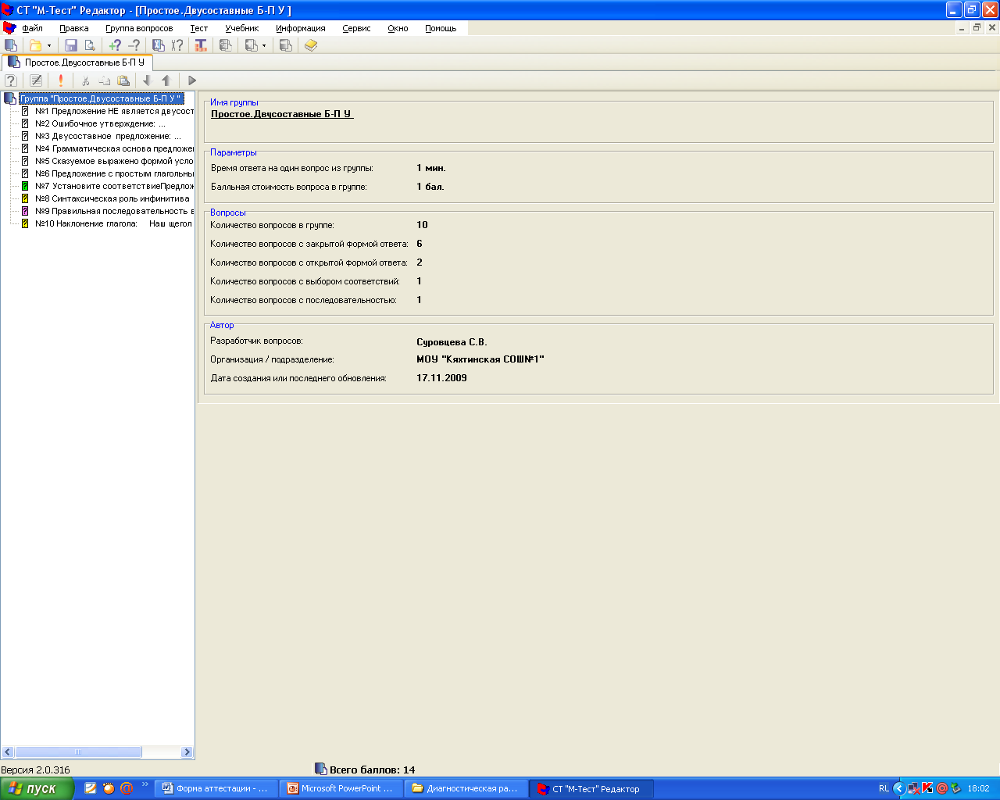 СТ "М-Тест" Редактор - [Простое.Двусоставные Б-П У ]
Файл Правка Группа вопросов Тест Учебник Информация Сервис Окно Помощь
Простое.Двусоставные Б-П У
Группа "Простое.Двусоставные Б-П У "
№1 Предложение НЕ является двусост
№2 Ошибочное утверждение: ...
№3 Двусоставное предложение: ...
№4 Грамматическая основа предложе
№5 Сказуемое выражено формой усло
№6 Предложение с простым глагольны
№7 Установите соответствиеПредлож
№8 Синтаксическая роль инфинитива
№9 Правильная последовательность в
№10 Наклонение глагола: Наш щегол
Имя группы
Простое.Двусоставные Б-П У
Параметры
Время ответа на один вопрос из группы: 1 мин.
Балльная стоимость вопроса в группе: 1 бал.
Вопросы
Количество вопросов в группе: 10
Количество вопросов с закрытой формой ответа: 6
Количество вопросов с открытой формой ответа: 2
Количество вопросов с выбором соответствий: 1
Количество вопросов с последовательностью: 1
Автор
Разработчик вопросов: Суровцева С.В.
Организация / подразделение: МОУ "Кяхтинская СОШ№1"
Дата создания или последнего обновления: 17.11.2009
Версия 2.0.316 Всего баллов: 14
пуск Форма аттестации - ... Microsoft PowerPoint ... Диагностическая ра... СТ "М-Тест" Редактор RL 18:02